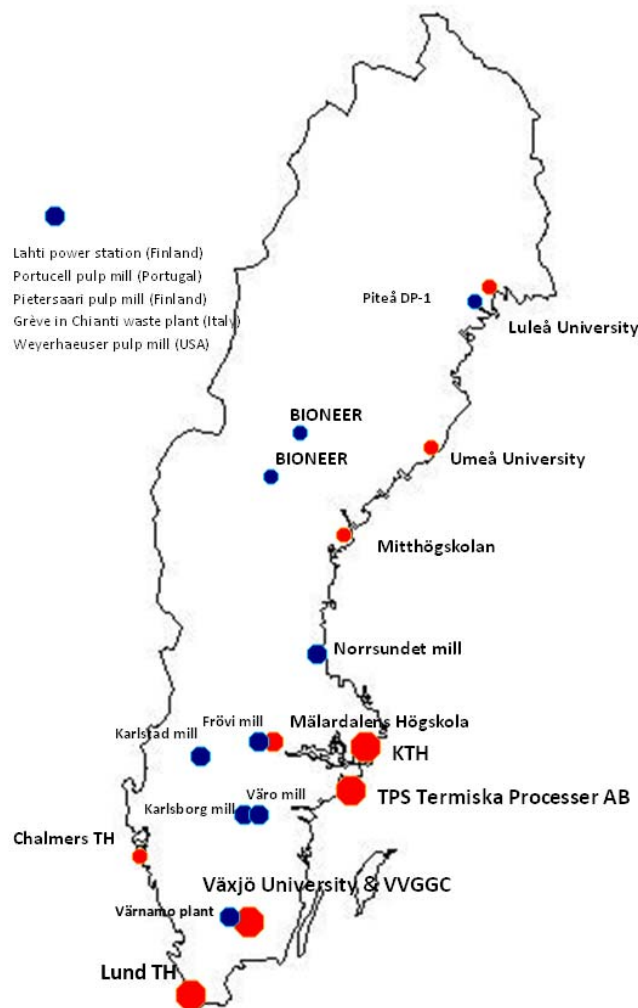 Lahti power station (Finland)
Portucell pulp mill (Portugal)
Pietersaari pulp mill (Finland)
Grève in Chianti waste plant (Italy)
Weyerhaeuser pulp mill (USA)
Piteå DP-1
Luleå University
BIONEER
BIONEER
Umeå University
Mitthögskolan
Norrsundet mill
Frövi mill
Mälardalens Högskola
Karlstad mill
KTH
Väro mill
TPS Termiska Processer AB
Karlsborg mill
Chalmers TH
Växjö University & VVGGC
Värnamo plant
Lund TH